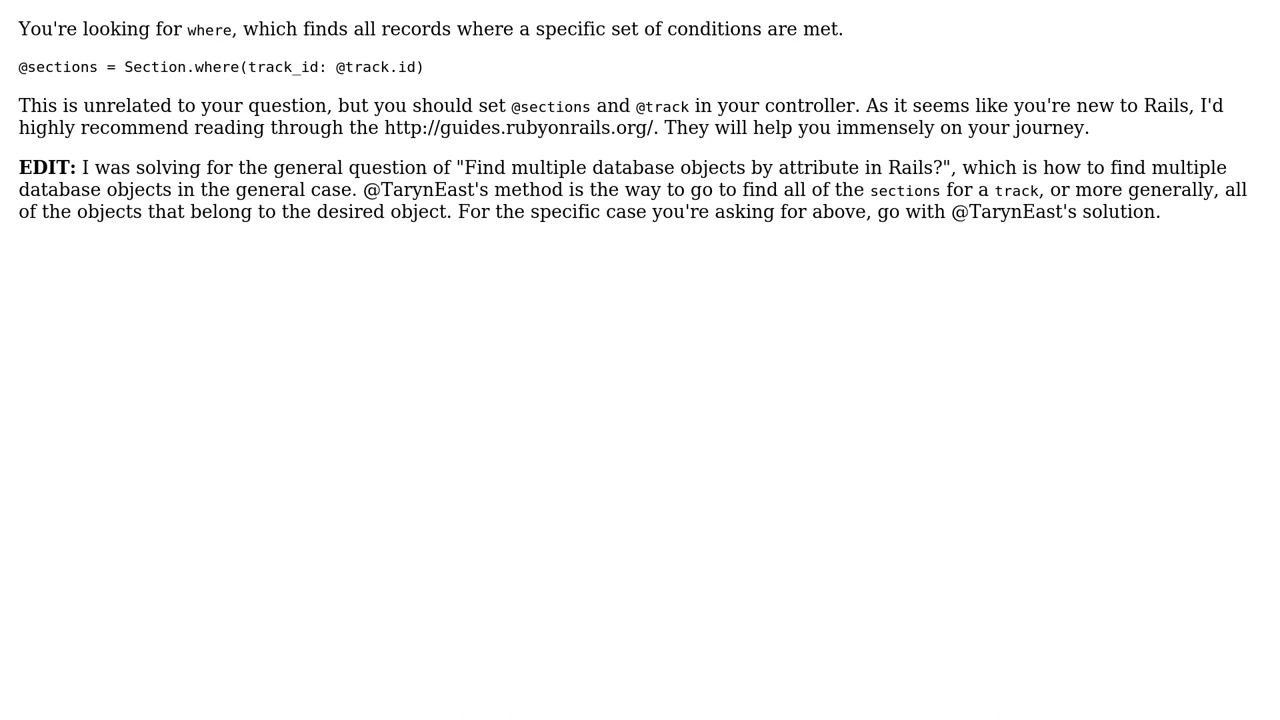 You're looking for where, which finds all records where a specific set of conditions are met.
@sections = Section.where(track_id: @track.id)
This is unrelated to your question, but you should set @sections and @track in your controller. As it seems like you're new to Rails, I'd
highly recommend reading through the http://guides.rubyonrails.org/. They will help you immensely on your journey.
EDIT: I was solving for the general question of "Find multiple database objects by attribute in Rails?", which is how to find multiple
database objects in the general case. @TarynEast's method is the way to go to find all of the sections for a track, or more generally, all
of the objects that belong to the desired object. For the specific case you're asking for above, go with @TarynEast's solution.